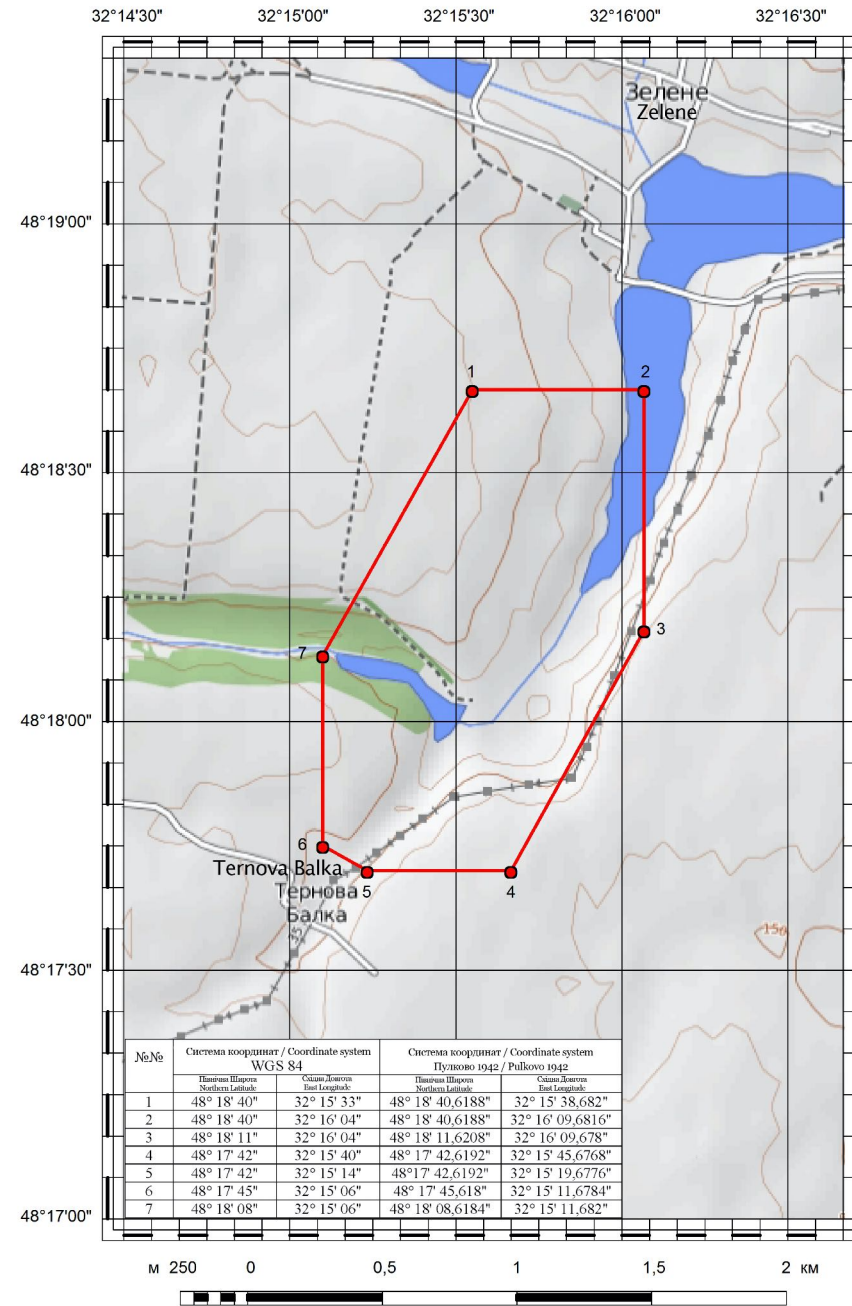 32°14'30" 32°15'00" 32°15'30" 32°16'00" 32°16'30"
Зелене
Zelene
48°19'00"
1 2
48°18'30"
3
7
48°18'00"
6
Ternova Balka
5 4
Тернова
Балка
35
150
48°17'30"
№№ Система координат / Coordinate system Система координат / Coordinate system
WGS 84 Пулково 1942 / Pulkovo 1942
Північна Широта Східна Довгота Північна Широта Східна Довгота
Northern Latitude East Longitude Northern Latitude East Longitude
1 48° 18' 40" 32° 15' 33" 48° 18' 40,6188" 32° 15' 38,682"
2 48° 18' 40" 32° 16' 04" 48° 18' 40,6188" 32° 16' 09,6816"
3 48° 18' 11" 32° 16' 04" 48° 18' 11,6208" 32° 16' 09,678"
4 48° 17' 42" 32° 15' 40" 48° 17' 42,6192" 32° 15' 45,6768"
5 48° 17' 42" 32° 15' 14" 48°17' 42,6192" 32° 15' 19,6776"
6 48° 17' 45" 32° 15' 06" 48° 17' 45,618" 32° 15' 11,6784"
7 48° 18' 08" 32° 15' 06" 48° 18' 08,6184" 32° 15' 11,682"
48°17'00"
м 250 0 0,5 1 1,5 2 км